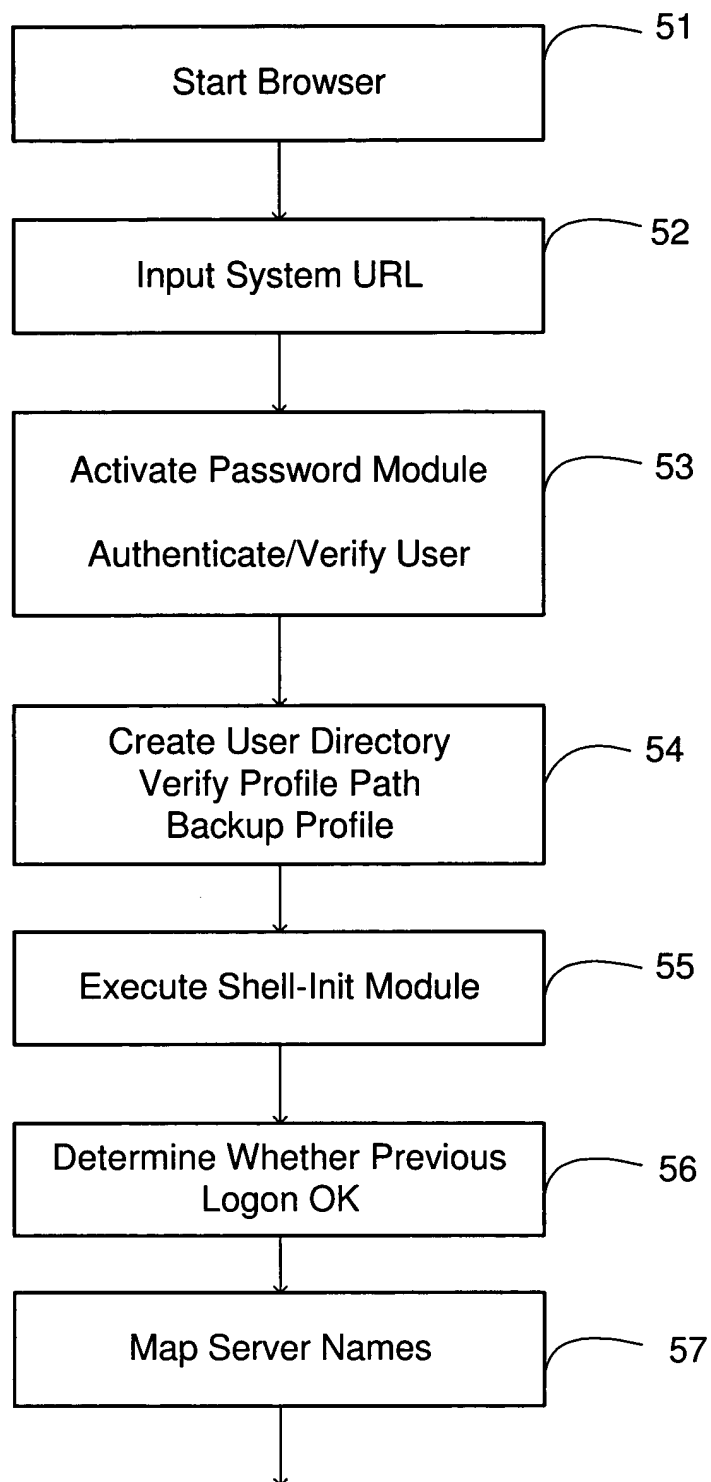 51
Start Browser
52
Input System URL
Activate Password Module
53
Authenticate/Verify User
Create User Directory
Verify Profile Path
54
Backup Profile
Execute Shell-Init Module
55
Determine Whether Previous
Logon OK
56
Map Server Names
57